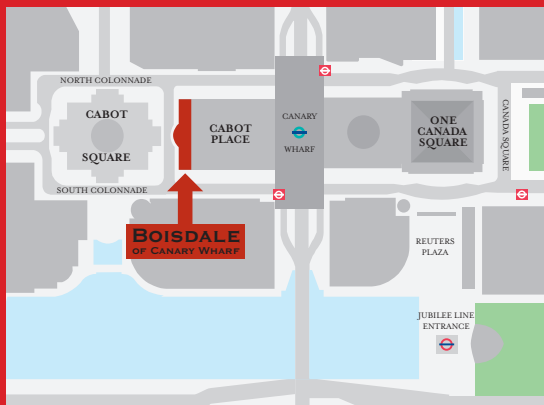 NORTH COLONNADE
CABOT
SQUARE
CABOT
PLACE
CANARY
WHARF
ONE
CANADA
SQUARE
CANADA SQUARE
SOUTH COLONNADE
BOISDALE
OF CANARY WHARF
REUTERS
PLAZA
JUBILEE LINE
ENTRANCE